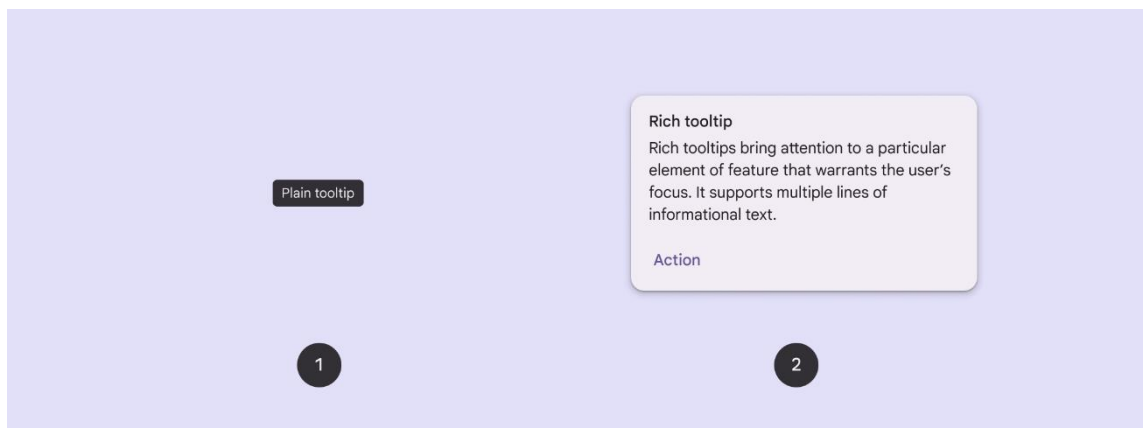 Plain tooltip
1
Rich tooltip
Rich tooltips bring attention to a particular
element of feature that warrants the user’s
focus. It supports multiple lines of
informational text.
Action
2